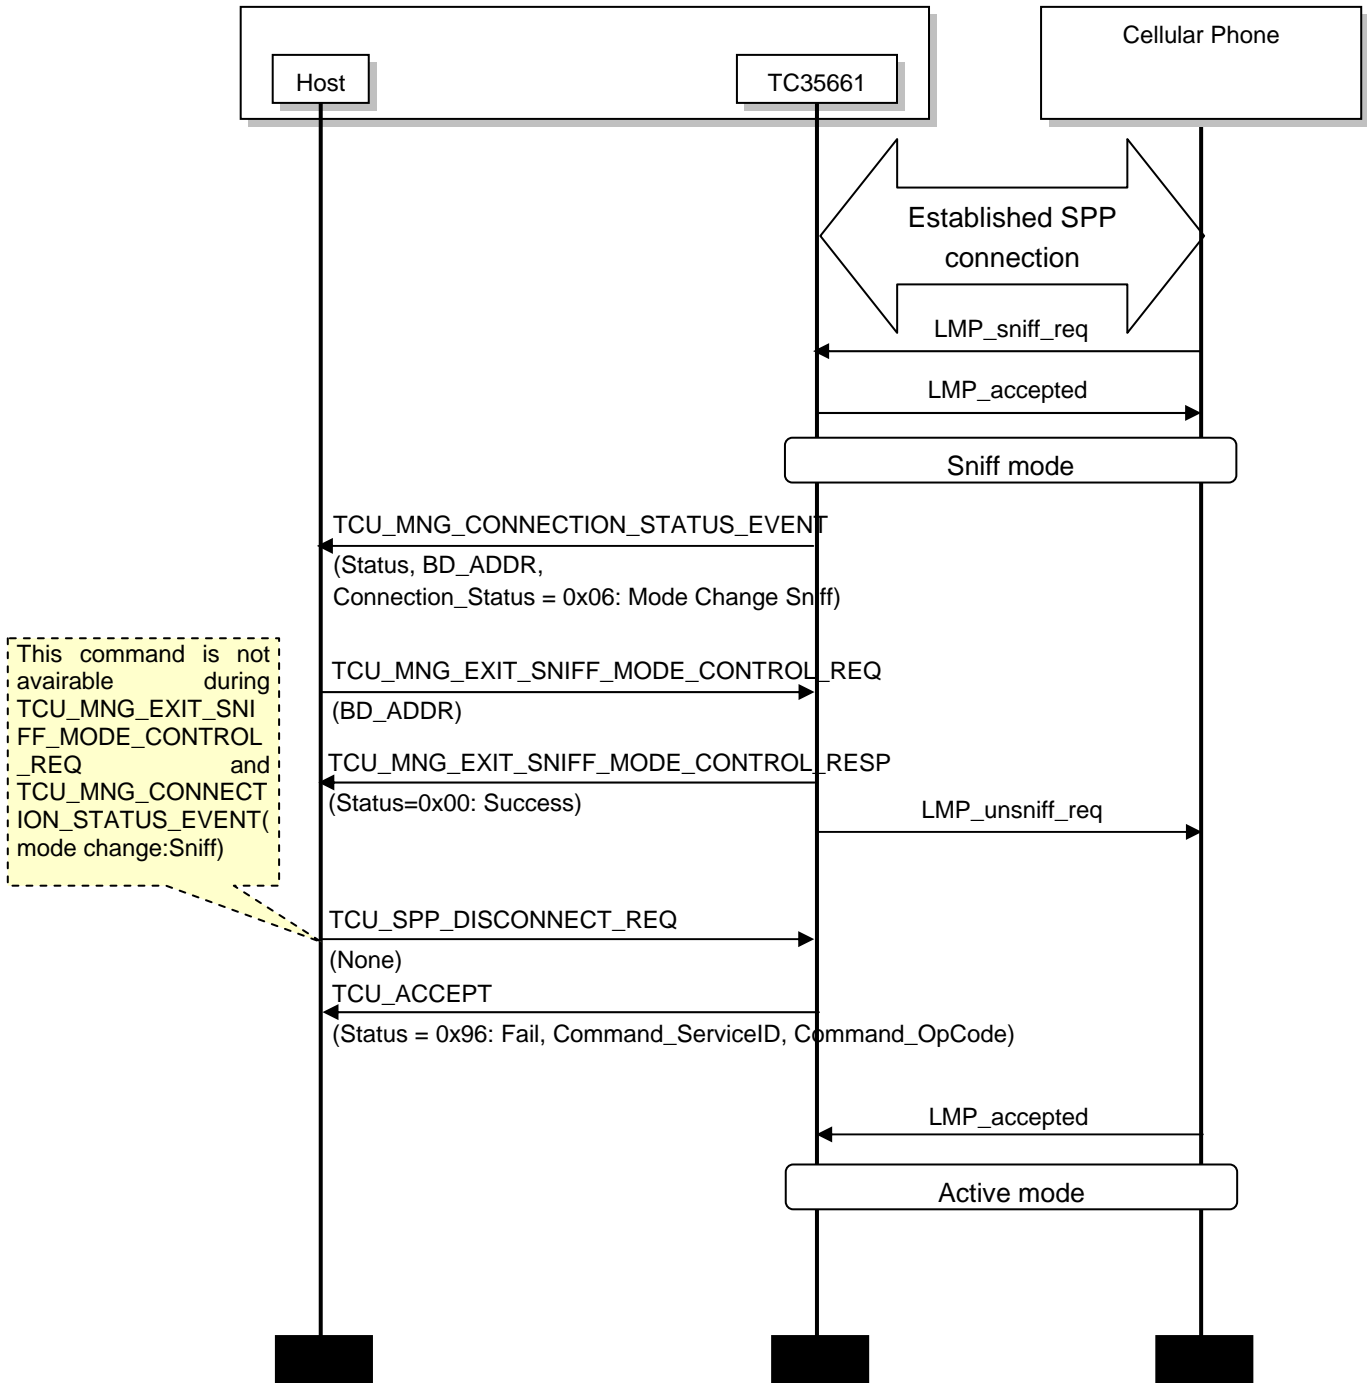 Cellular Phone
Host
TC35661
Established SPP
connection
LMP_sniff_req
LMP_accepted
Sniff mode
TCU_MNG_CONNECTION_STATUS_EVENT
(Status, BD_ADDR,
Connection_Status = 0x06: Mode Change Sniff)
This command is not
avairable during
TCU_MNG_EXIT_SNI
FF_MODE_CONTROL
_REQ and
TCU_MNG_CONNECT
ION_STATUS_EVENT(
mode change:Sniff)
TCU_MNG_EXIT_SNIFF_MODE_CONTROL_REQ
(BD_ADDR)
TCU_MNG_EXIT_SNIFF_MODE_CONTROL_RESP
(Status=0x00: Success)
LMP_unsniff_req
TCU_SPP_DISCONNECT_REQ
(None)
TCU_ACCEPT
(Status = 0x96: Fail, Command_ServiceID, Command_OpCode)
LMP_accepted
Active mode